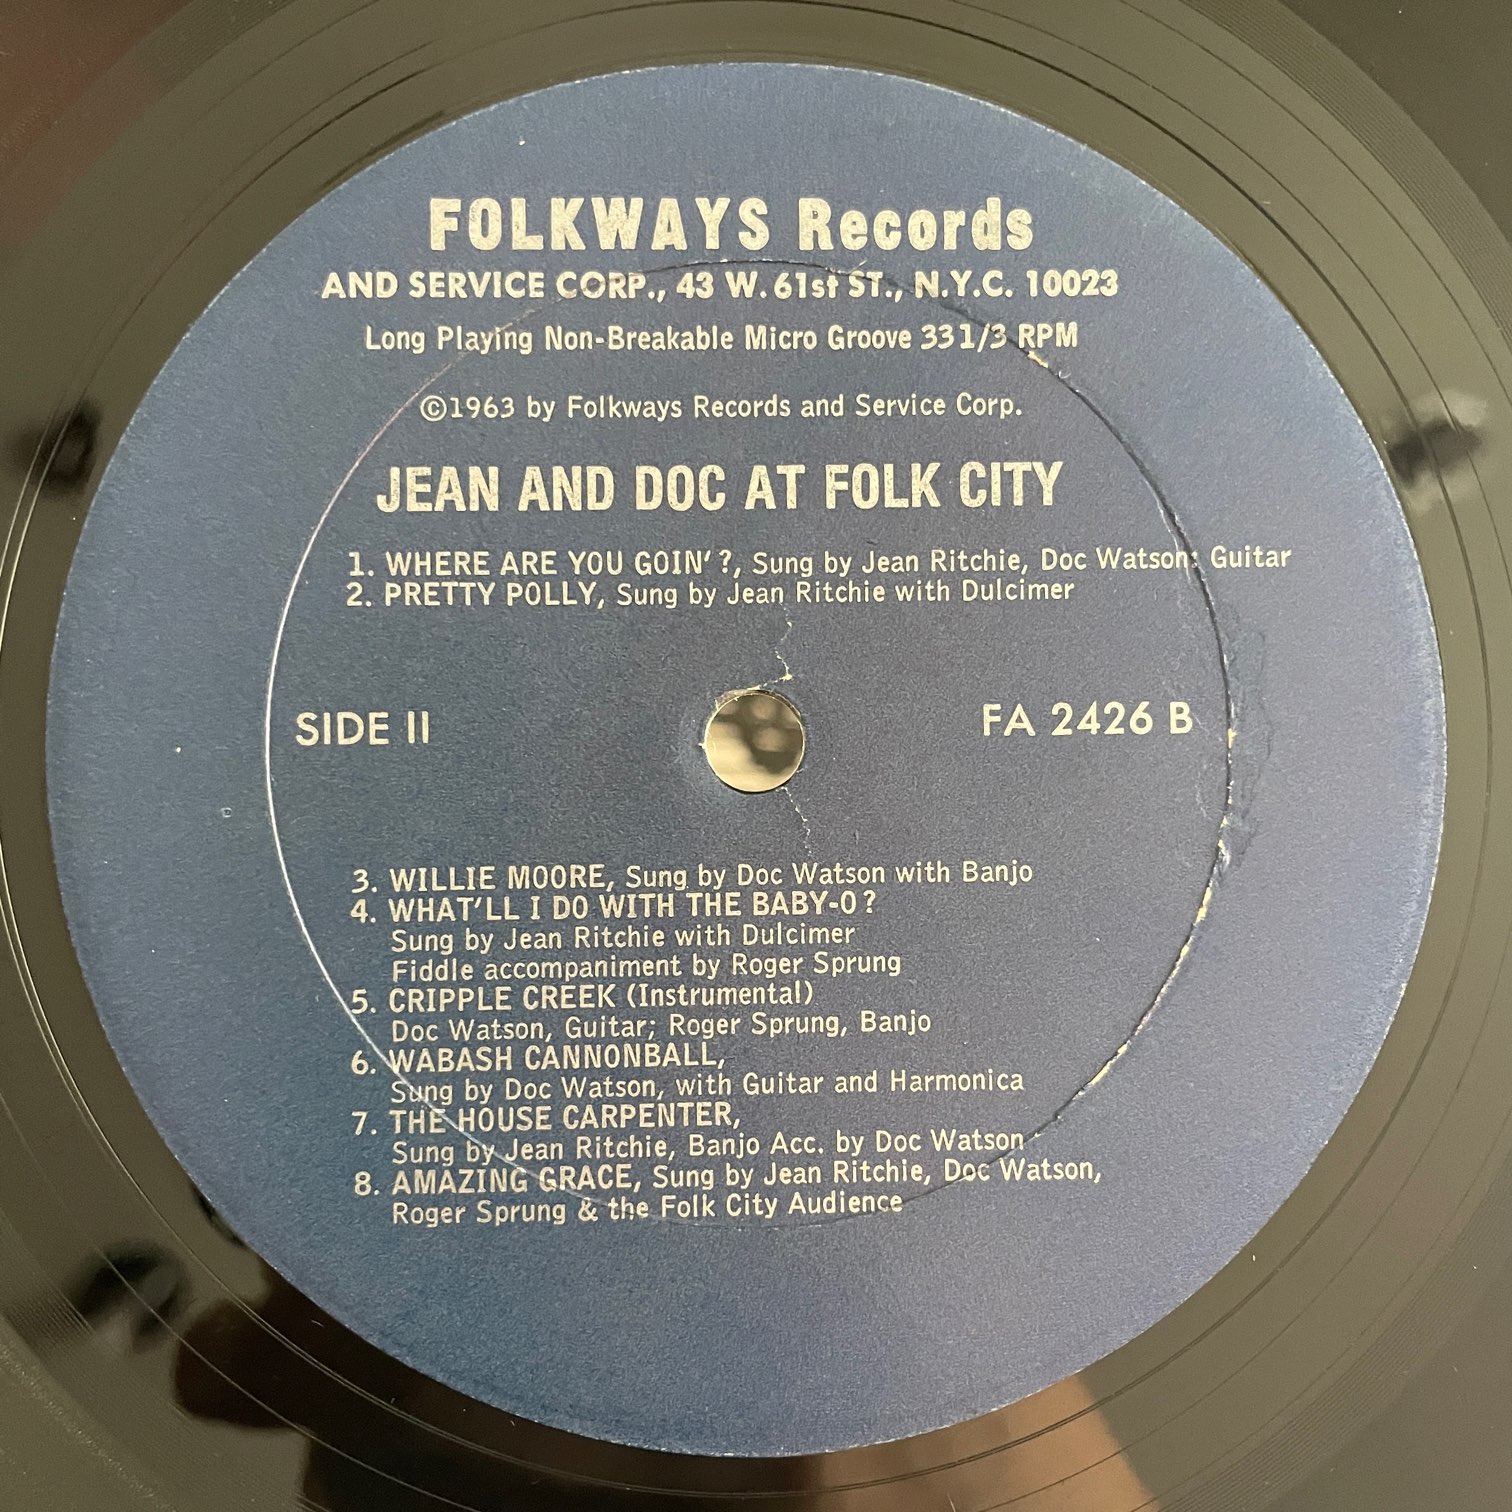 FOLKWAYS Records
AND SERVICE CORP., 43 W. 61st ST., N.Y.C. 10023
Long Playing Non-Breakable Micro Groove 33 1/3 RPM
©1963 by Folkways Records and Service Corp.
JEAN AND DOC AT FOLK CITY
1. WHERE ARE YOU GOIN'?, Sung by Jean Ritchie, Doc Watson: Guitar
2. PRETTY POLLY, Sung by Jean Ritchie with Dulcimer
SIDE II FA 2426 B
3. WILLIE MOORE, Sung by Doc Watson with Banjo
4. WHAT'LL I DO WITH THE BABY-O?
Sung by Jean Ritchie with Dulcimer
Fiddle accompaniment by Roger Sprung
5. CRIPPLE CREEK (Instrumental)
Doc Watson, Guitar; Roger Sprung, Banjo
6. WABASH CANNONBALL,
Sung by Doc Watson, with Guitar and Harmonica
7. THE HOUSE CARPENTER,
Sung by Jean Ritchie, Banjo Acc. by Doc Watson
8. AMAZING GRACE, Sung by Jean Ritchie, Doc Watson,
Roger Sprung & the Folk City Audience